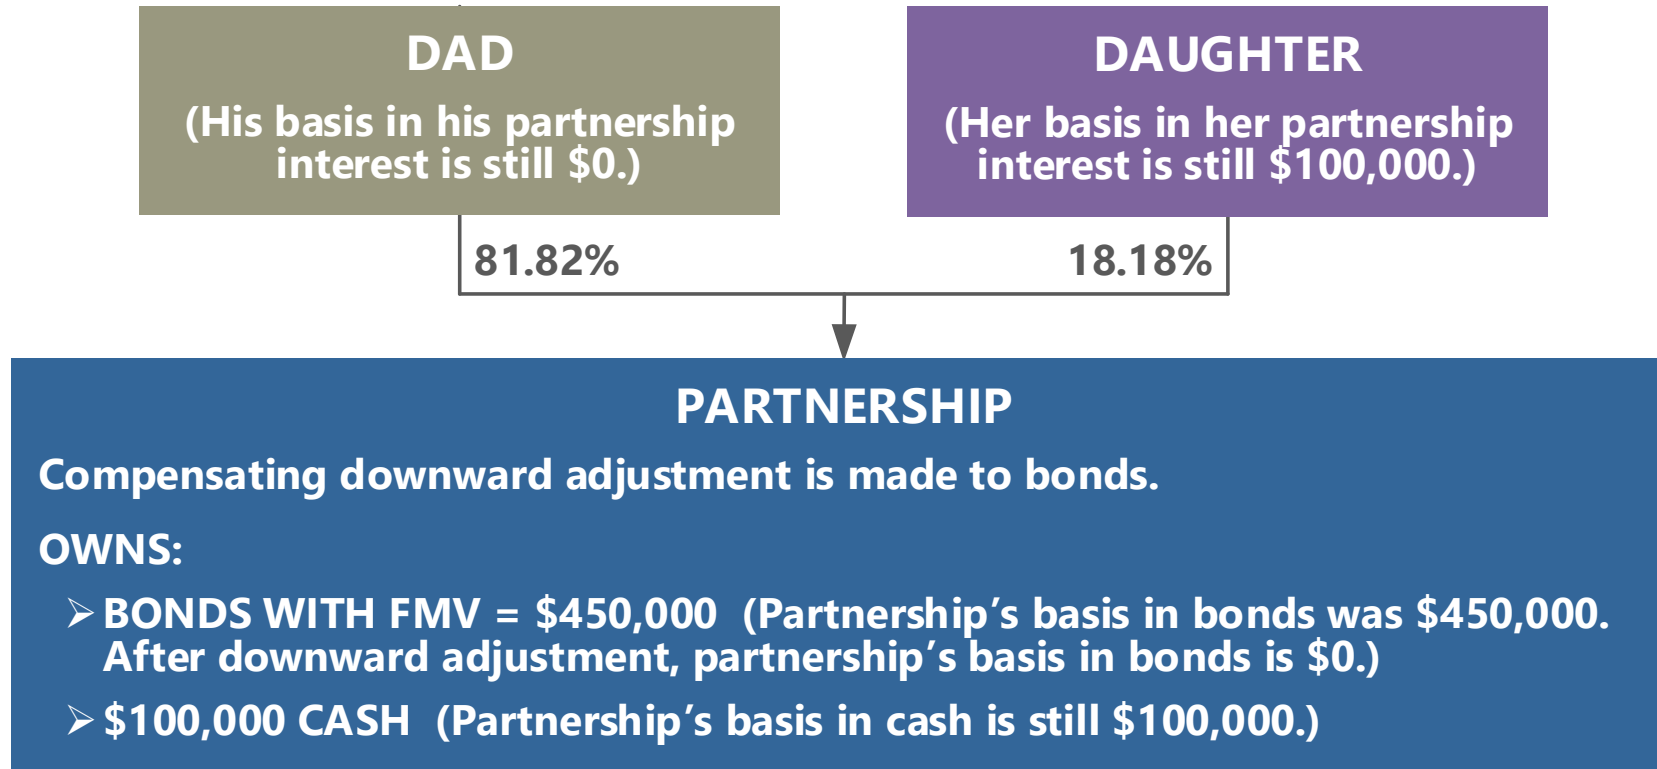 DAD
(His basis in his partnership
interest is still $0.)
DAUGHTER
(Her basis in her partnership
interest is still $100,000.)
81.82%
18.18%
PARTNERSHIP
Compensating downward adjustment is made to bonds.
OWNS:
➢ BONDS WITH FMV = $450,000 (Partnership’s basis in bonds was $450,000.
After downward adjustment, partnership’s basis in bonds is $0.)
➢ $100,000 CASH (Partnership’s basis in cash is still $100,000.)